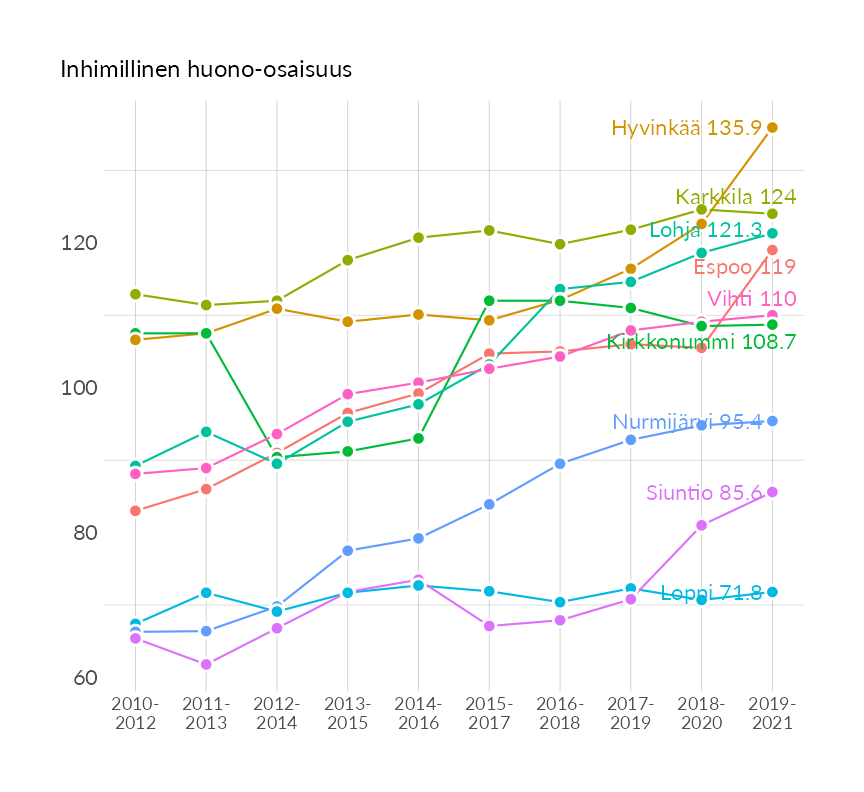 Inhimillinen huono-osaisuus
Hyvinkää 135.9
Karkkila 124
Lohja 121.3
120
Espoo 119
Vihti 110
Kirkkonummi 108.7
100
Nurmijärvi 95.4
Siuntio 85.6
80
Loppi 71.8
60
2010-
2012
2011-
2013
2012-
2014
2013-
2015
2014-
2016
2015-
2017
2016-
2018
2017-
2019
2018-
2020
2019-
2021